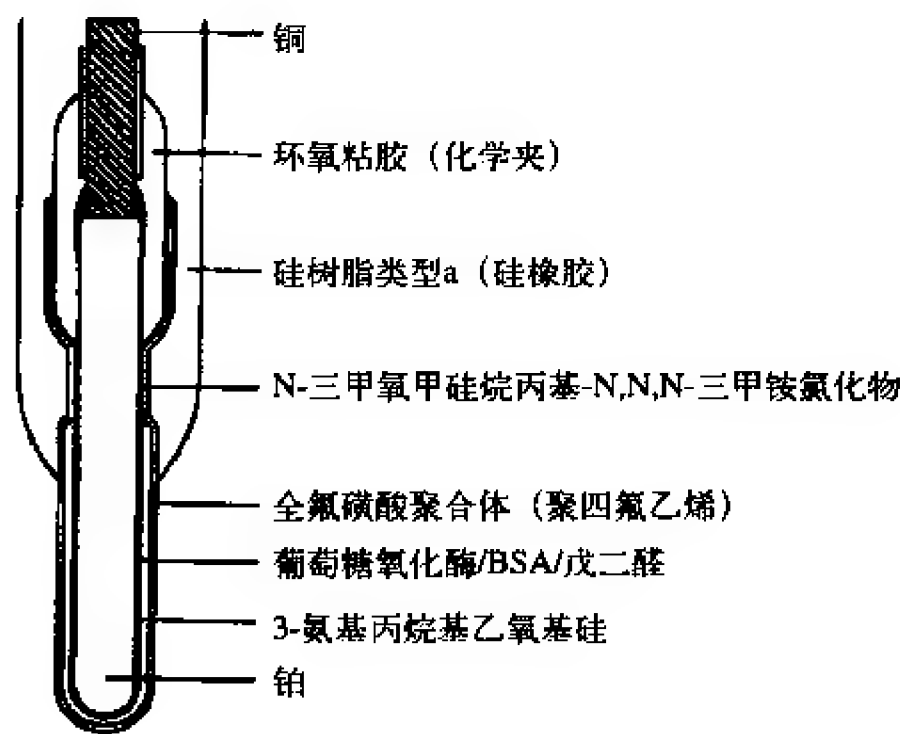 铜
环氧粘胶（化学夹）
硅树脂类型a（硅橡胶）
N-三甲氧甲硅烷丙基-N,N,N-三甲铵氯化物
全氟磺酸聚合体（聚四氟乙烯）
葡萄糖氧化酶/BSA/戊二醛
3-氨基丙烷基乙氧基硅
铂